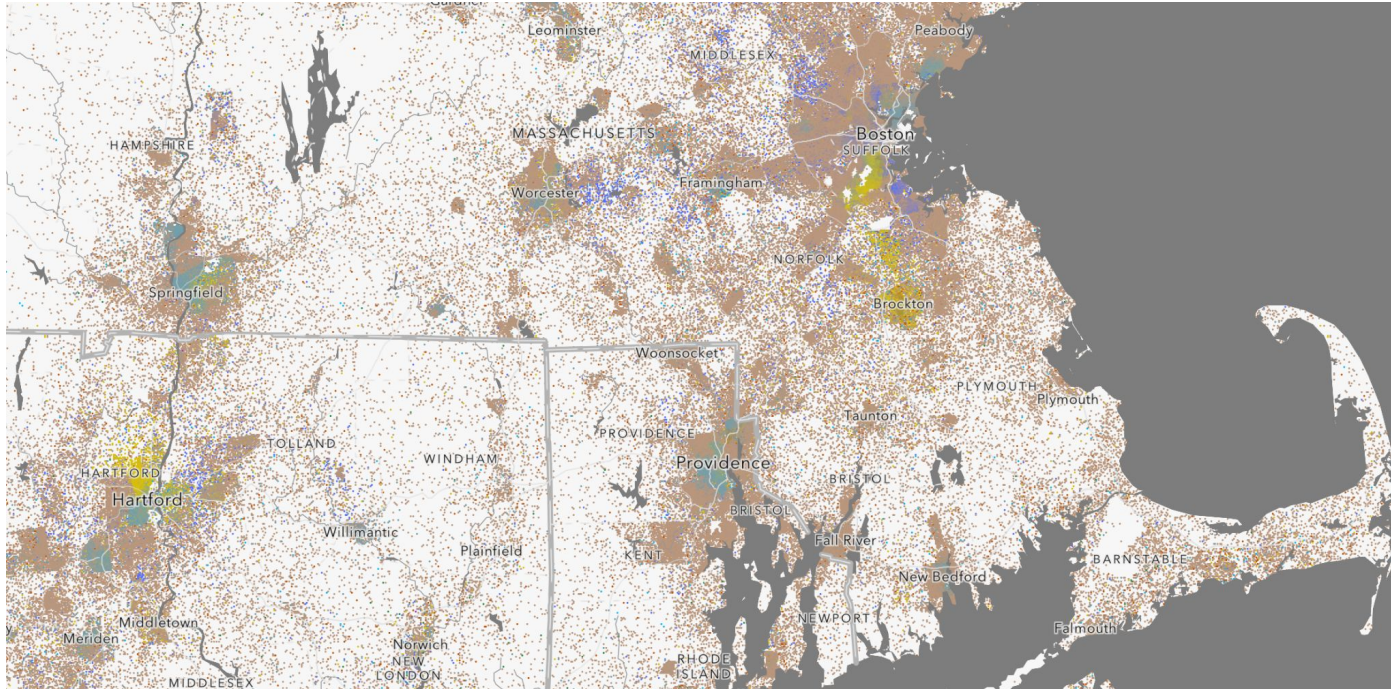 Gardner
Leominster
Peabody
MIDDLESEX
MASSACHUSETTS
Boston
SUFFOLK
HAMPSHIRE
Worcester
Framingham
NORFOLK
Springfield
Brockton
Woonsocket
PLYMOUTH
Plymouth
Taunton
TOLLAND
PROVIDENCE
WINDHAM
Providence
HARTFORD
Hartford
BRISTOL
BRISTOL
Willimantic
Plainfield
KENT
Fall River
BARNSTABLE
New Bedford
NEWPORT
Middletown
Falmouth
Meriden
Norwich
NEW
LONDON
RHODE
ISLAND
MIDDLESEX